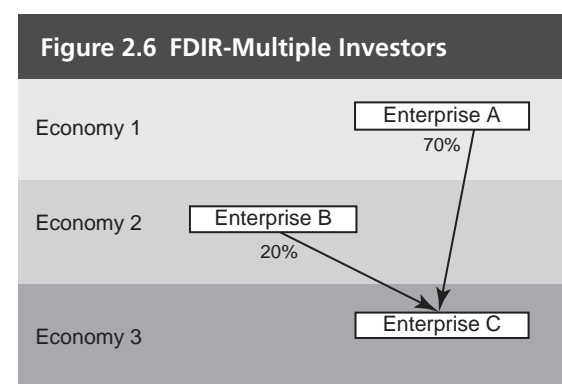 Figure 2.6 FDIR-Multiple Investors
Economy 1
Enterprise A
70%
Economy 2
Enterprise B
20%
Economy 3
Enterprise C